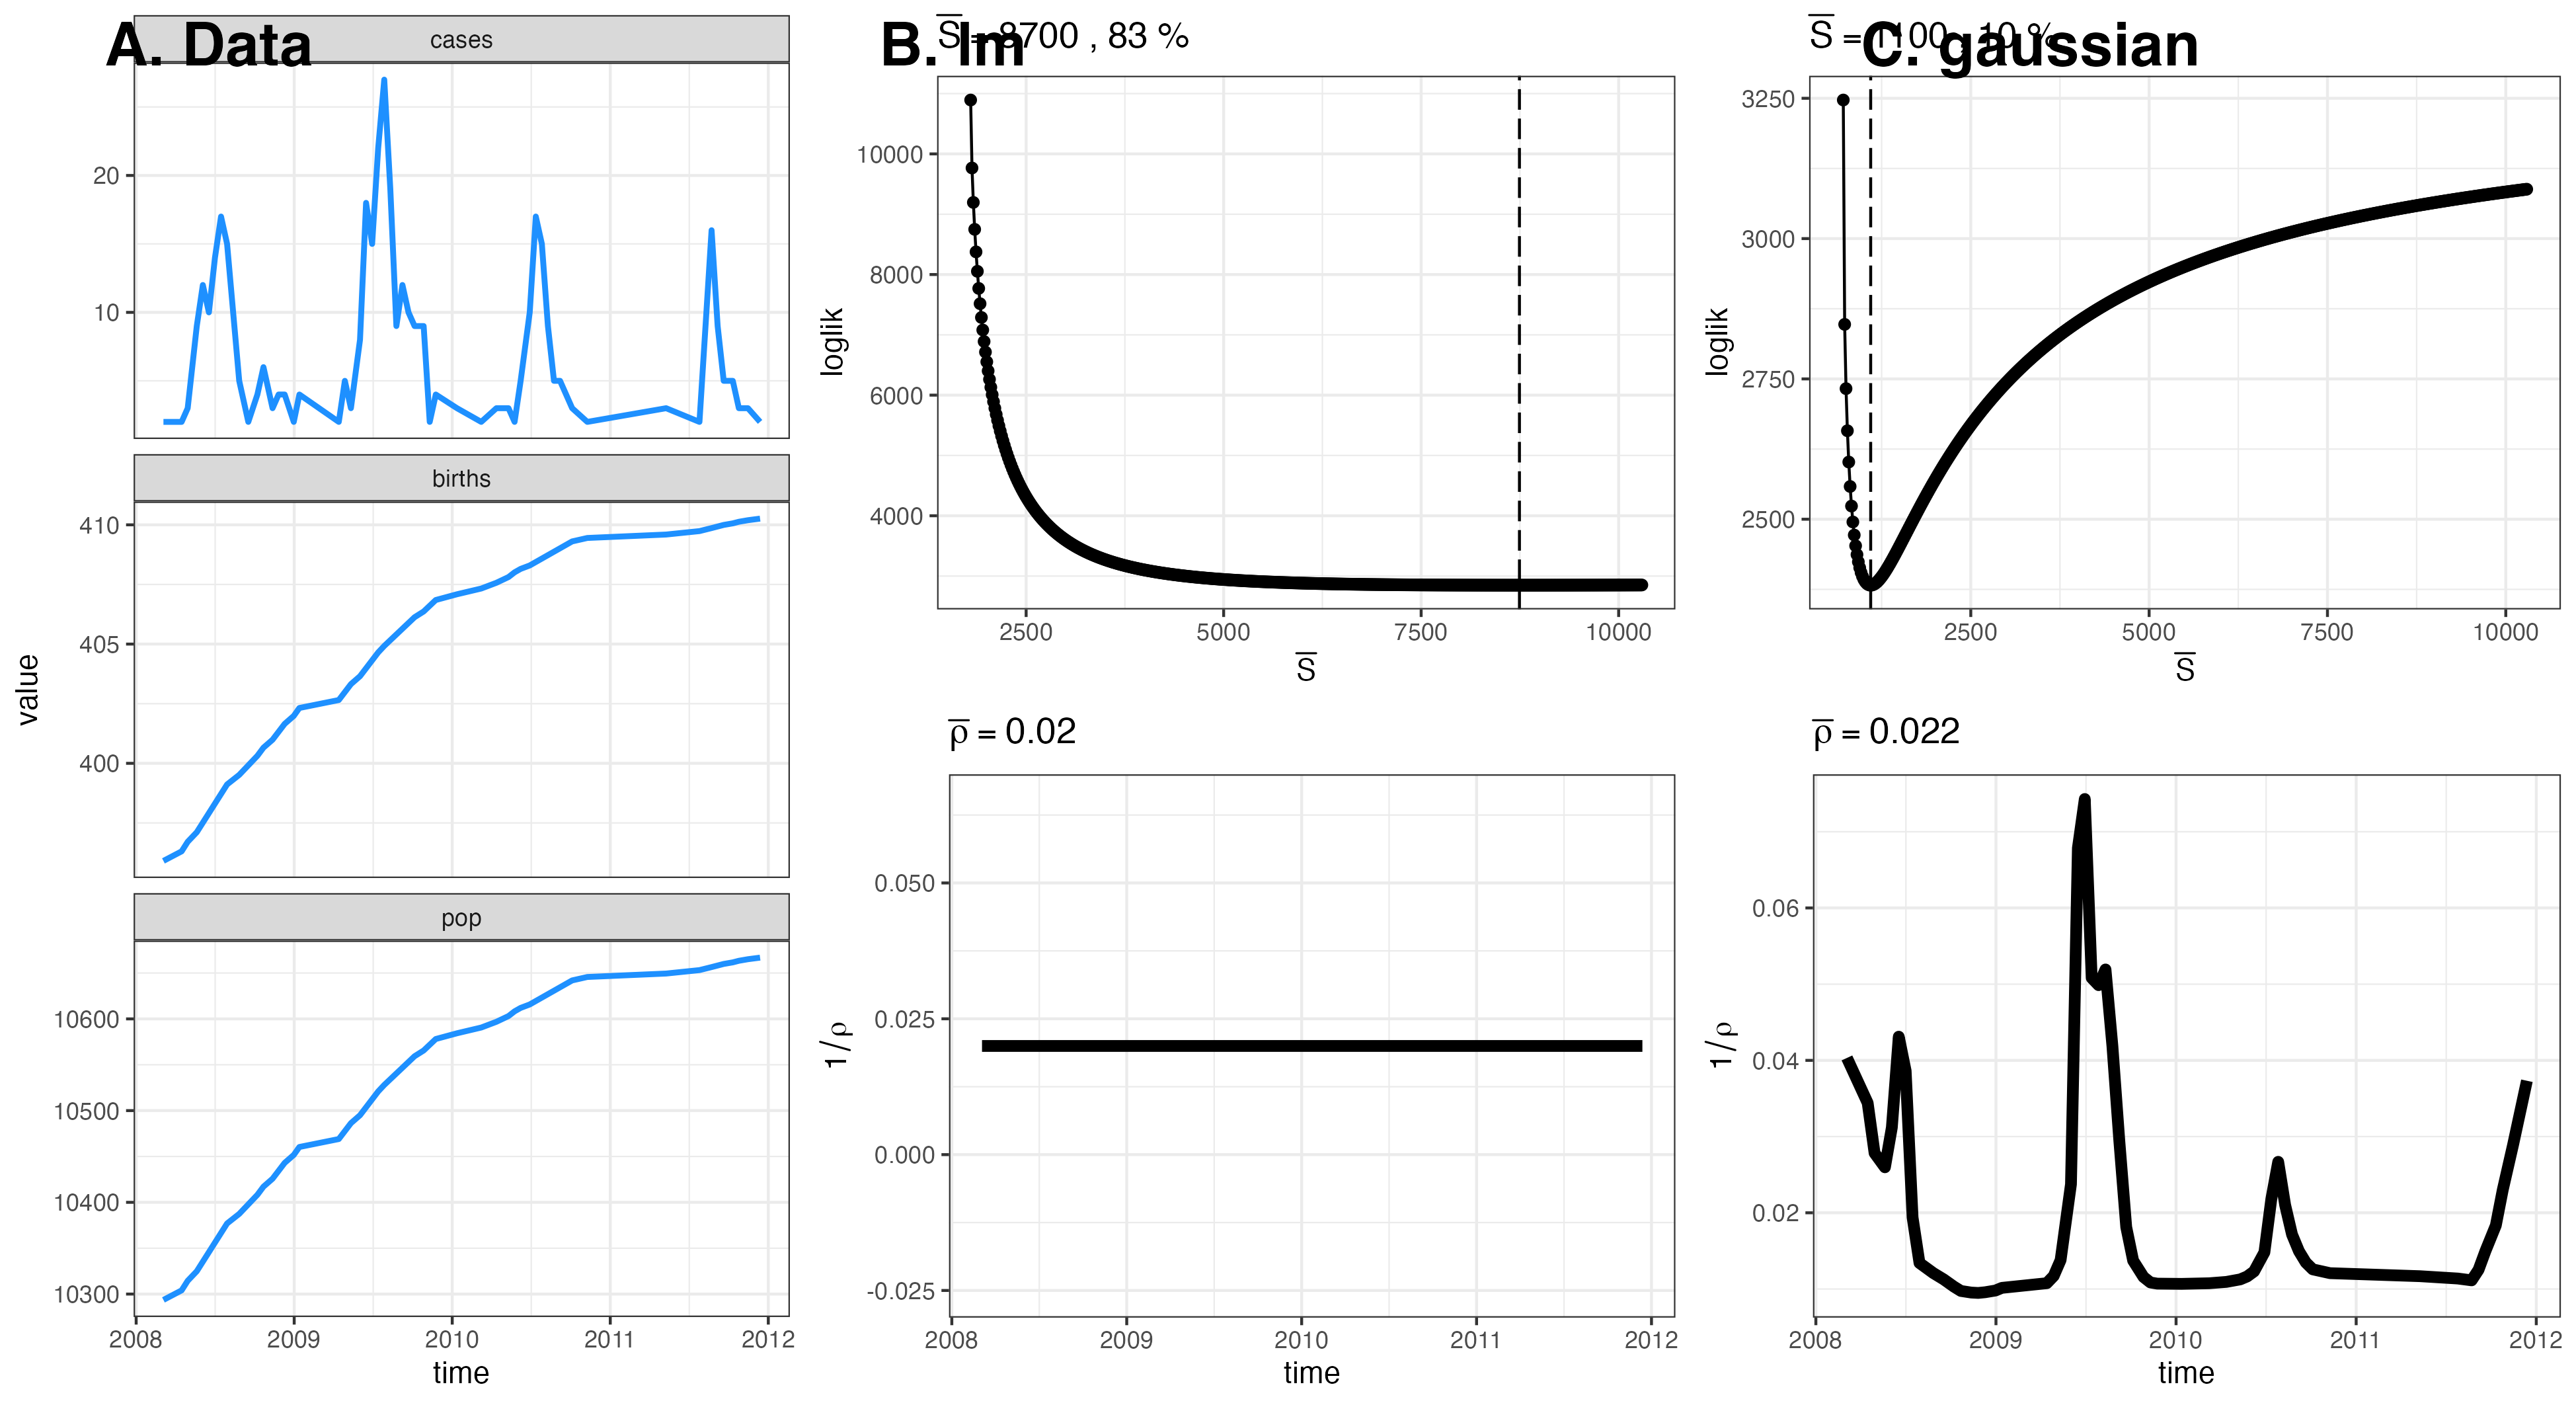 A. Data
cases
20
10
births
410
405
400
pop
10600
10500
10400
10300
2008 2009 2010 2011 2012
time
value
B. lm
S̅ = 8700 , 83 %
10000
8000
6000
4000
loglik
2500 5000 7500 10000
S̅
ρ̅ = 0.02
0.050
0.025
0.000
-0.025
1/ρ
2008 2009 2010 2011 2012
time
C. gaussian
S̅ = 1100 , 10 %
3250
3000
2750
2500
loglik
2500 5000 7500 10000
S̅
ρ̅ = 0.022
0.06
0.04
0.02
1/ρ
2008 2009 2010 2011 2012
time